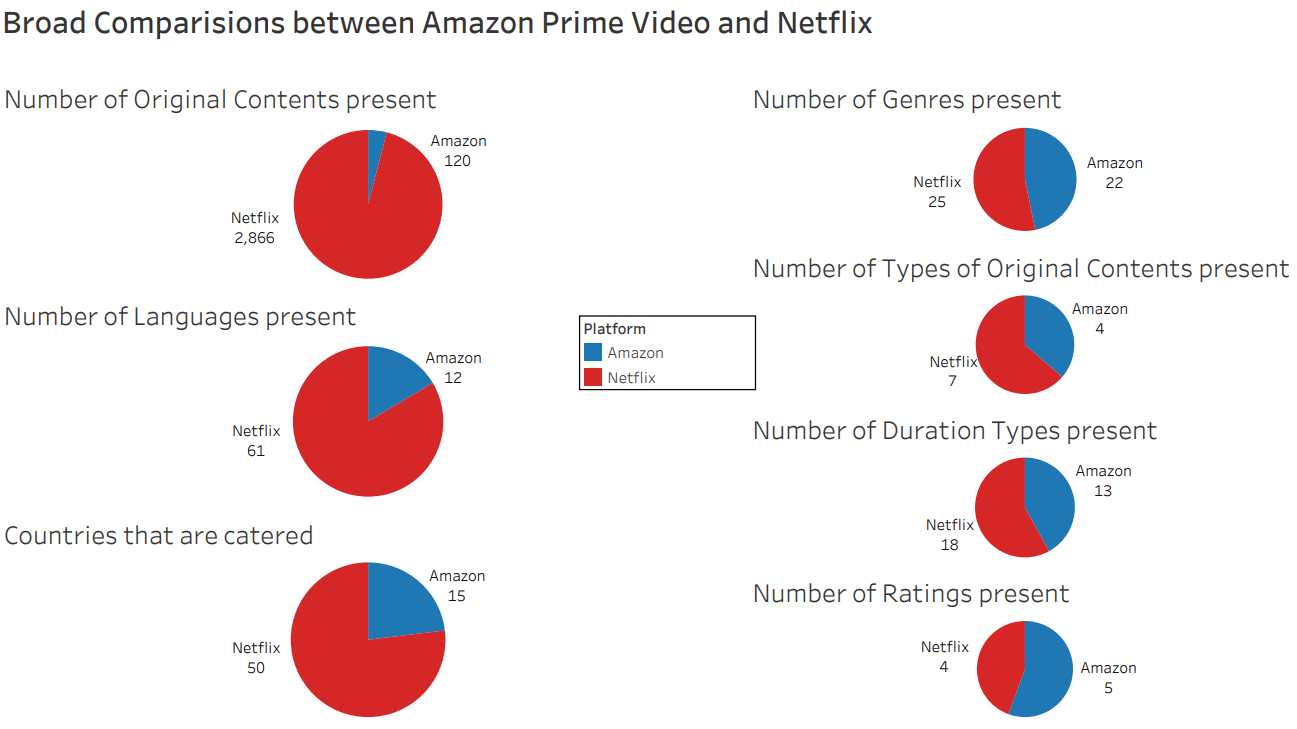 Broad Comparisions between Amazon Prime Video and Netflix
Number of Original Contents present
Amazon
120
Netflix
2,866
Number of Languages present
Amazon
12
Netflix
61
Countries that are catered
Amazon
15
Netflix
50
Platform
Amazon
Netflix
Number of Genres present
Amazon
22
Netflix
25
Number of Types of Original Contents present
Amazon
4
Netflix
7
Number of Duration Types present
Amazon
13
Netflix
18
Number of Ratings present
Netflix
4
Amazon
5